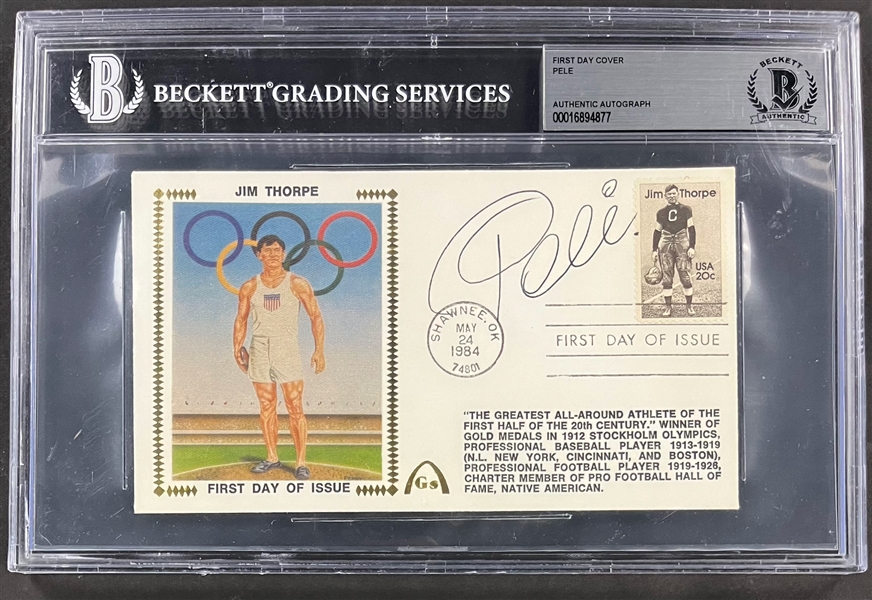 B
BECKETT® GRADING SERVICES
FIRST DAY COVER
PELE
AUTHENTIC AUTOGRAPH
00016894877
BECKETT
B
AUTHENTIC
JIM THORPE
FIRST DAY OF ISSUE
Pelé
Jim Thorpe
C
USA
20c
SHAWNEE, OK
MAY
24
1984
74801
FIRST DAY OF ISSUE
Gs
"THE GREATEST ALL-AROUND ATHLETE OF THE
FIRST HALF OF THE 20th CENTURY." WINNER OF
GOLD MEDALS IN 1912 STOCKHOLM OLYMPICS,
PROFESSIONAL BASEBALL PLAYER 1913-1919
(N.L. NEW YORK, CINCINNATI, AND BOSTON),
PROFESSIONAL FOOTBALL PLAYER 1919-1926,
CHARTER MEMBER OF PRO FOOTBALL HALL OF
FAME, NATIVE AMERICAN.